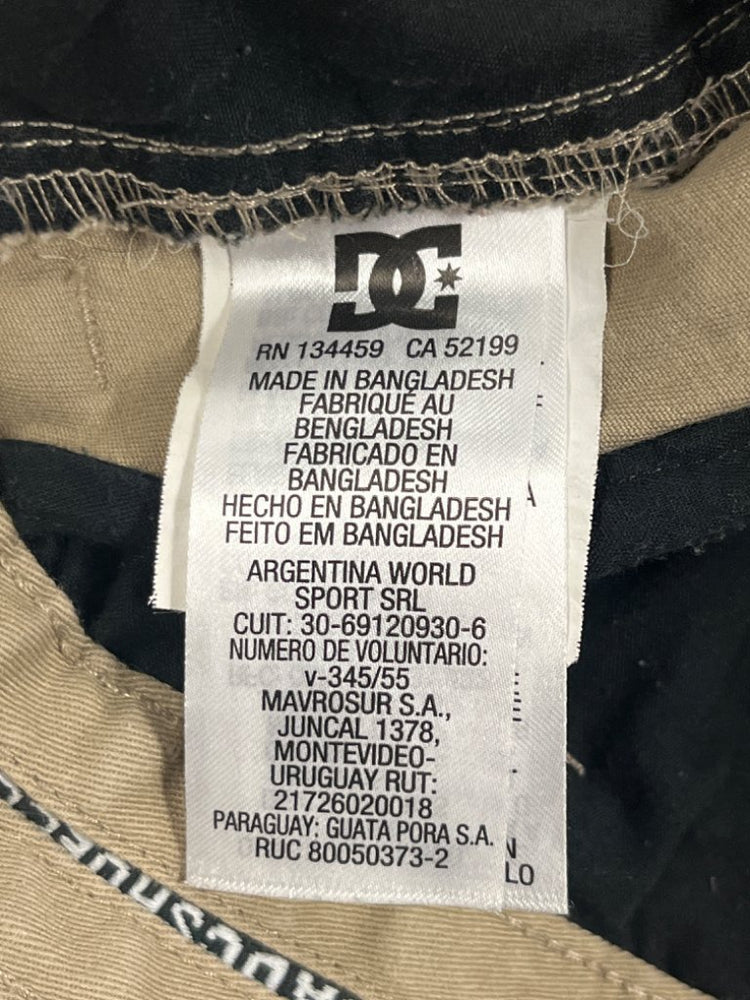 DC
RN 134459 CA 52199
MADE IN BANGLADESH
FABRIQUÉ AU
BENGLADESH
FABRICADO EN
BANGLADESH
HECHO EN BANGLADESH
FEITO EM BANGLADESH
ARGENTINA WORLD
SPORT SRL
CUIT: 30-69120930-6
NUMERO DE VOLUNTARIO:
v-345/55
MAVROSUR S.A.,
JUNCAL 1378,
MONTEVIDEO-
URUGUAY RUT:
21726020018
PARAGUAY: GUATA PORA S.A.
RUC 80050373-2